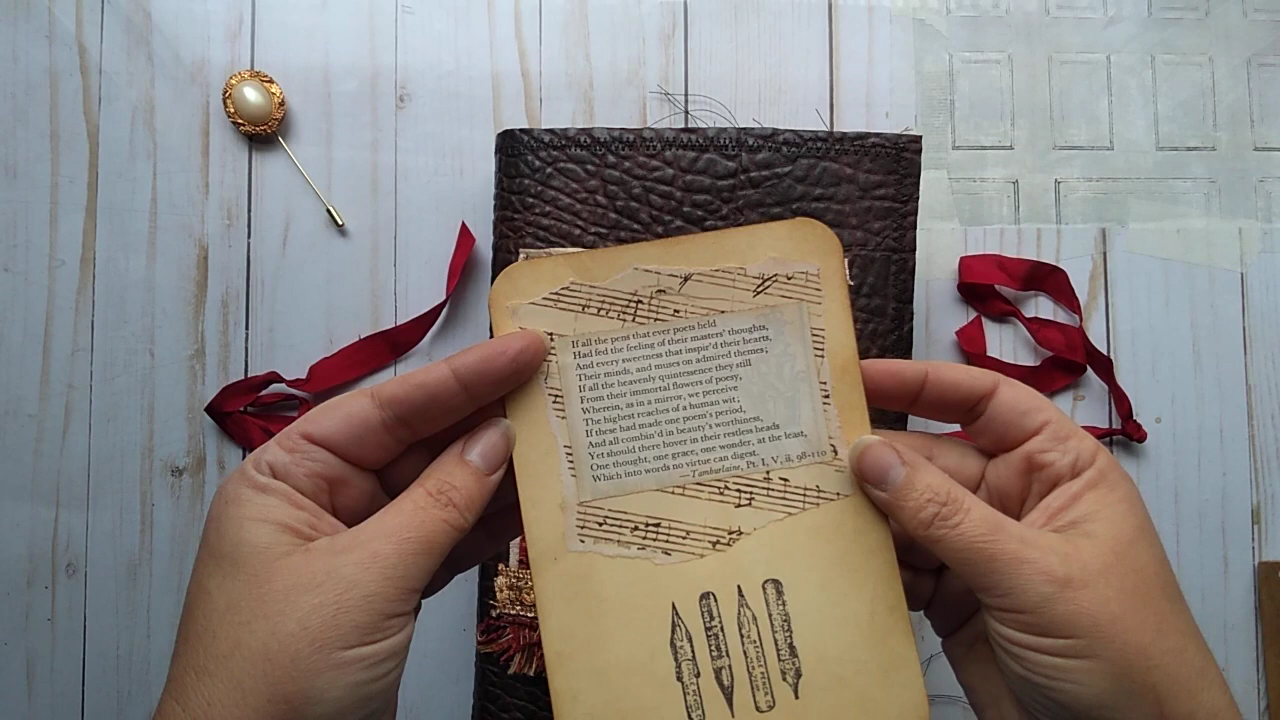 If all the pens that ever poets held
Had fed the feeling of their masters' thoughts,
And every sweetness that inspir'd their hearts,
Their minds, and muses on admired themes;
If all the heavenly quintessence they still
From their immortal flowers of poesy,
Wherein, as in a mirror, we perceive
The highest reaches of a human wit;
If these had made one poem's period,
And all combin'd in beauty's worthiness,
Yet should there hover in their restless heads
One thought, one grace, one wonder, at the least,
Which into words no virtue can digest.
—Tamburlaine, Pt. I, V. ii, 98-110
EAGLE PENCIL CO